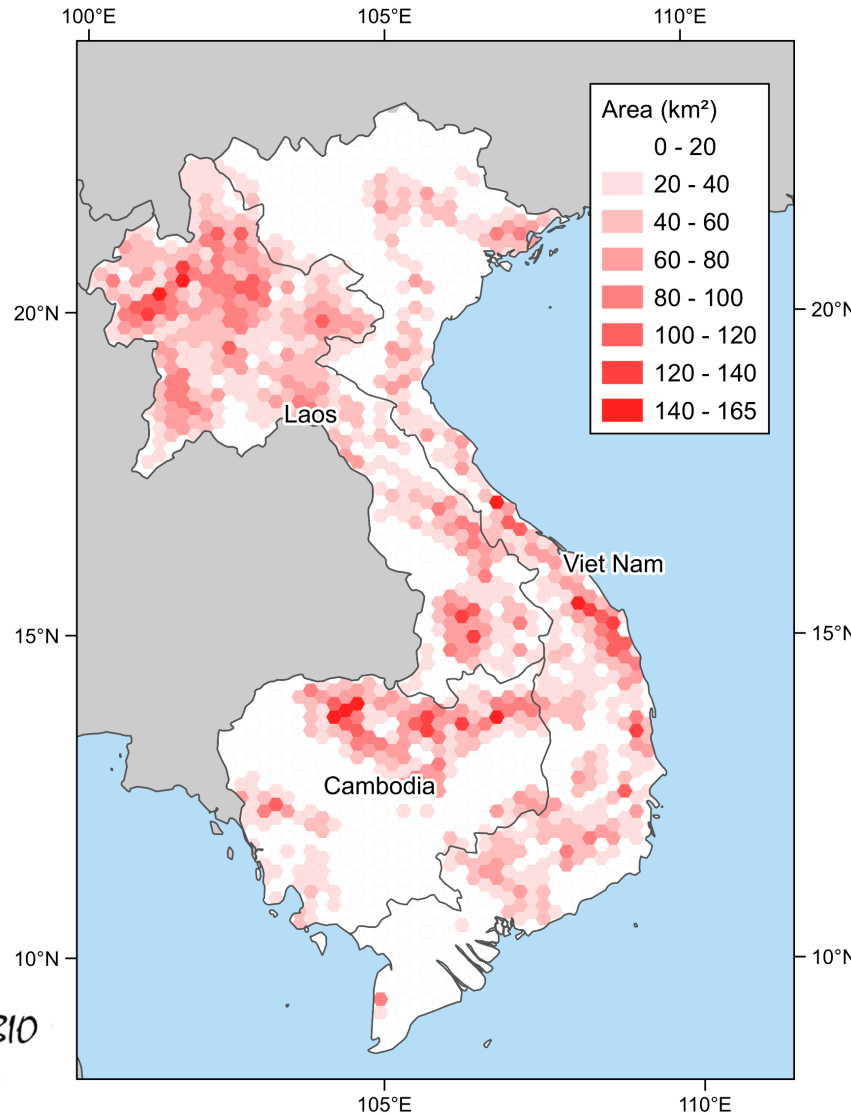 100°E 105°E 110°E
Area (km²)
0 - 20
20 - 40
40 - 60
60 - 80
80 - 100
100 - 120
120 - 140
140 - 165
20°N 20°N
Laos
Viet Nam
15°N 15°N
Cambodia
10°N 10°N
105°E 110°E